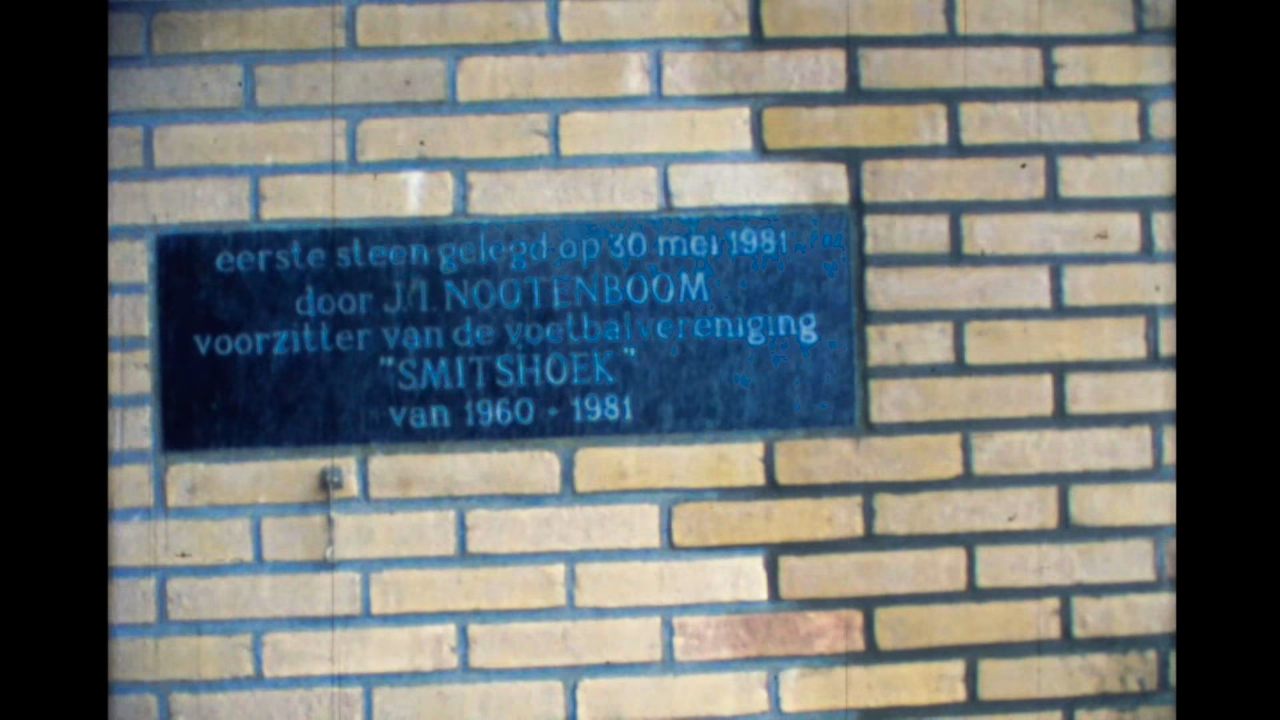 eerste steen gelegd op 30 mei 1981
door J.I. NOOTENBOOM
voorzitter van de voetbalvereniging
"SMITSHOEK"
van 1960 - 1981